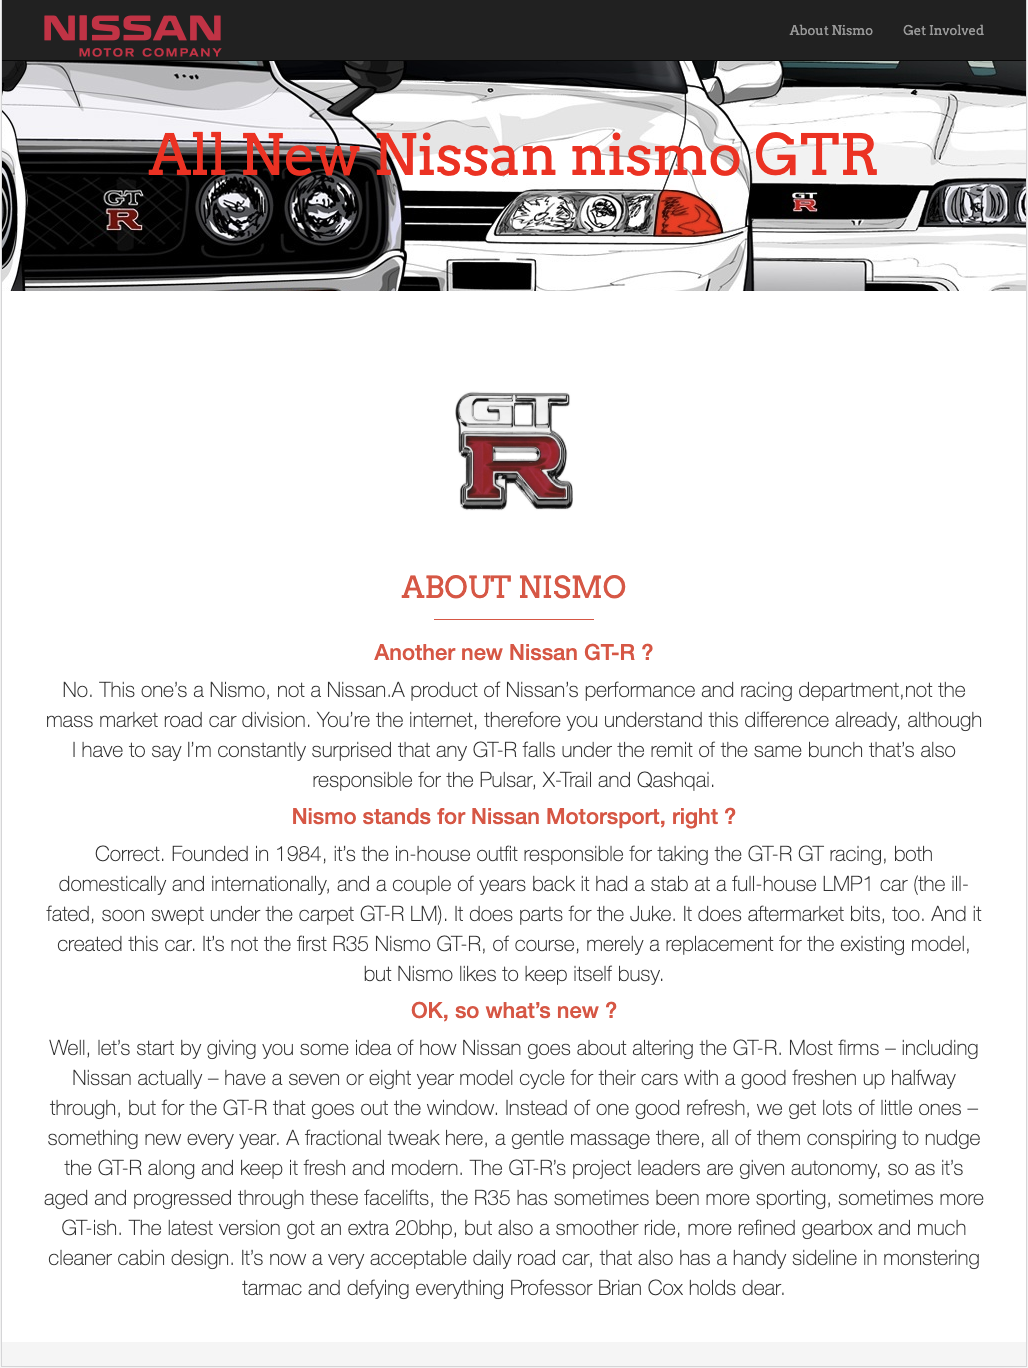 NISSAN
MOTOR COMPANY
About Nismo
Get Involved
All New Nissan nismo GTR
GT
R
GT
R
GT
R
ABOUT NISMO
Another new Nissan GT-R ?
No. This one’s a Nismo, not a Nissan.A product of Nissan’s performance and racing department,not the
mass market road car division. You’re the internet, therefore you understand this difference already, although
I have to say I’m constantly surprised that any GT-R falls under the remit of the same bunch that’s also
responsible for the Pulsar, X-Trail and Qashqai.
Nismo stands for Nissan Motorsport, right ?
Correct. Founded in 1984, it’s the in-house outfit responsible for taking the GT-R GT racing, both
domestically and internationally, and a couple of years back it had a stab at a full-house LMP1 car (the ill-
fated, soon swept under the carpet GT-R LM). It does parts for the Juke. It does aftermarket bits, too. And it
created this car. It’s not the first R35 Nismo GT-R, of course, merely a replacement for the existing model,
but Nismo likes to keep itself busy.
OK, so what’s new ?
Well, let’s start by giving you some idea of how Nissan goes about altering the GT-R. Most firms – including
Nissan actually – have a seven or eight year model cycle for their cars with a good freshen up halfway
through, but for the GT-R that goes out the window. Instead of one good refresh, we get lots of little ones –
something new every year. A fractional tweak here, a gentle massage there, all of them conspiring to nudge
the GT-R along and keep it fresh and modern. The GT-R’s project leaders are given autonomy, so as it’s
aged and progressed through these facelifts, the R35 has sometimes been more sporting, sometimes more
GT-ish. The latest version got an extra 20bhp, but also a smoother ride, more refined gearbox and much
cleaner cabin design. It’s now a very acceptable daily road car, that also has a handy sideline in monstering
tarmac and defying everything Professor Brian Cox holds dear.